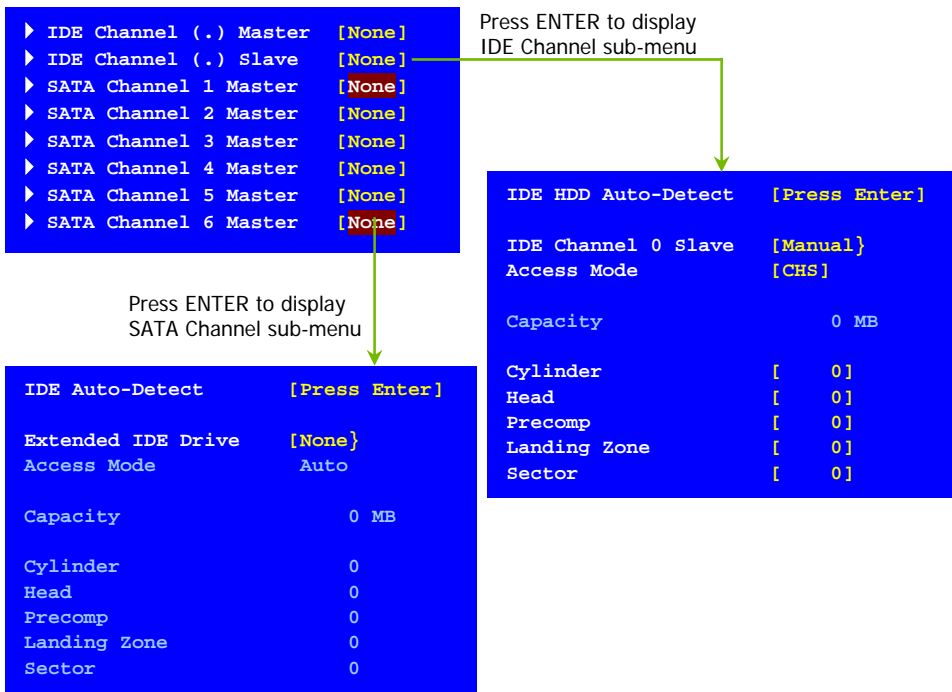 IDE Channel (.) Master [None]
IDE Channel (.) Slave [None]
SATA Channel 1 Master [None]
SATA Channel 2 Master [None]
SATA Channel 3 Master [None]
SATA Channel 4 Master [None]
SATA Channel 5 Master [None]
SATA Channel 6 Master [None]
Press ENTER to display
IDE Channel sub-menu
IDE HDD Auto-Detect [Press Enter]
IDE Channel 0 Slave [Manual}
Access Mode [CHS]
Capacity 0 MB
Cylinder [ 0]
Head [ 0]
Precomp [ 0]
Landing Zone [ 0]
Sector [ 0]
Press ENTER to display
SATA Channel sub-menu
IDE Auto-Detect [Press Enter]
Extended IDE Drive [None}
Access Mode Auto
Capacity 0 MB
Cylinder 0
Head 0
Precomp 0
Landing Zone 0
Sector 0